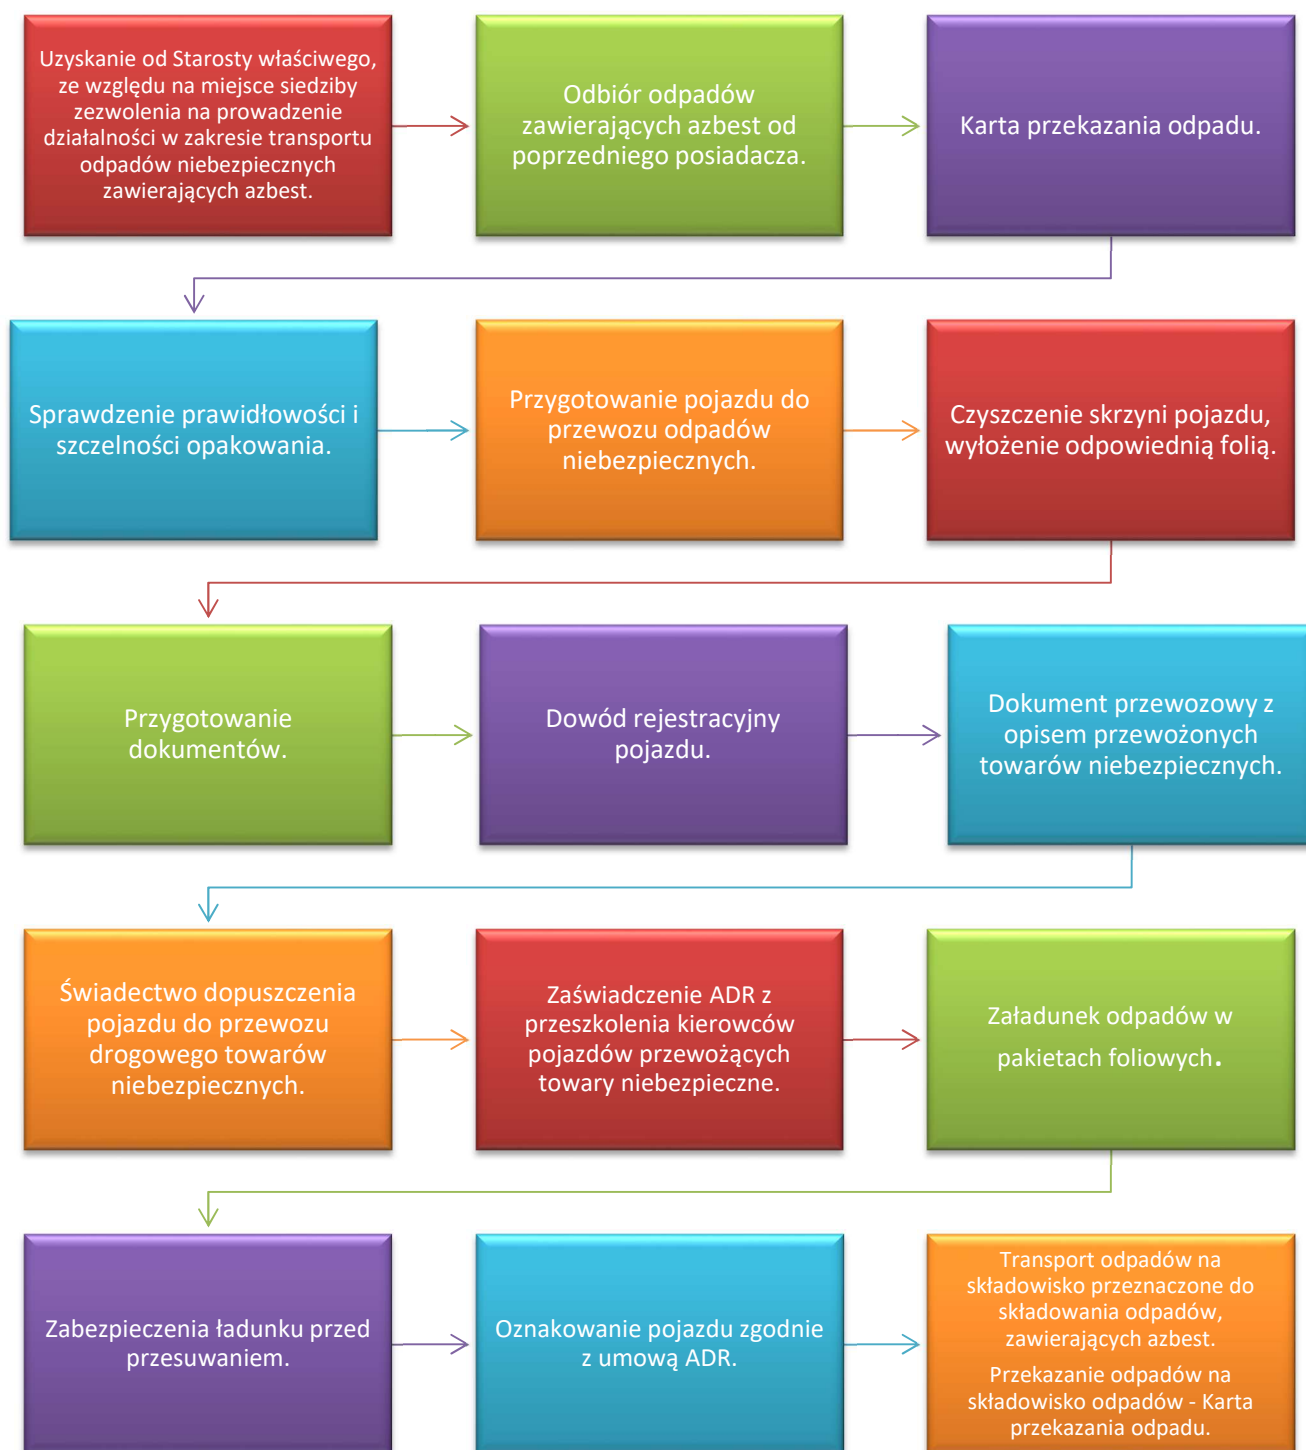 Uzyskanie od Starosty właściwego,
ze względu na miejsce siedziby
zezwolenia na prowadzenie
działalności w zakresie transportu
odpadów niebezpiecznych
zawierających azbest.
Odbiór odpadów
zawierających azbest od
poprzedniego posiadacza.
Karta przekazania odpadu.
Sprawdzenie prawidłowości i
szczelności opakowania.
Przygotowanie pojazdu do
przewozu odpadów
niebezpiecznych.
Czyszczenie skrzyni pojazdu,
wyłożenie odpowiednią folią.
Przygotowanie
dokumentów.
Dowód rejestracyjny
pojazdu.
Dokument przewozowy z
opisem przewożonych
towarów niebezpiecznych.
Świadectwo dopuszczenia
pojazdu do przewozu
drogowego towarów
niebezpiecznych.
Zaświadczenie ADR z
przeszkolenia kierowców
pojazdów przewożących
towary niebezpieczne.
Załadunek odpadów w
pakietach foliowych.
Zabezpieczenia ładunku przed
przesuwaniem.
Oznakowanie pojazdu zgodnie
z umową ADR.
Transport odpadów na
składowisko przeznaczone do
składowania odpadów,
zawierających azbest.
Przekazanie odpadów na
składowisko odpadów - Karta
przekazania odpadu.